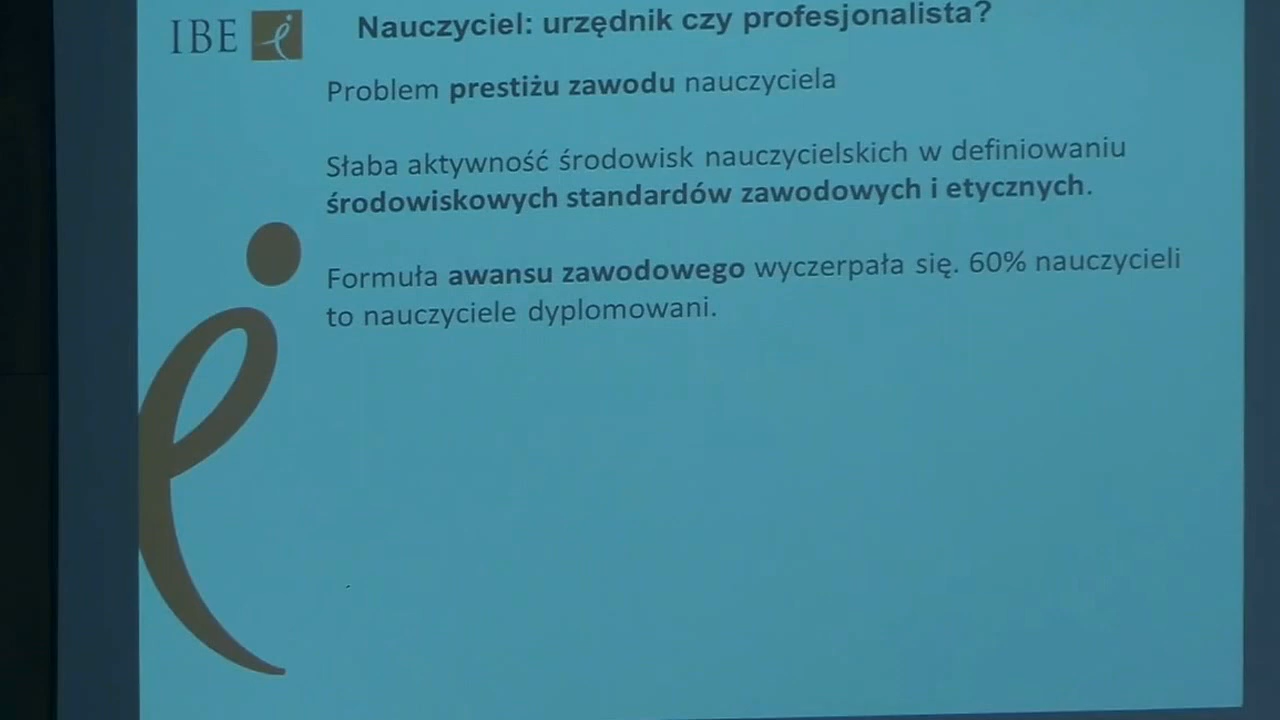 IBE
Nauczyciel: urzędnik czy profesjonalista?
Problem prestiżu zawodu nauczyciela
Słaba aktywność środowisk nauczycielskich w definiowaniu
środowiskowych standardów zawodowych i etycznych.
Formuła awansu zawodowego wyczerpała się. 60% nauczycieli
to nauczyciele dyplomowani.